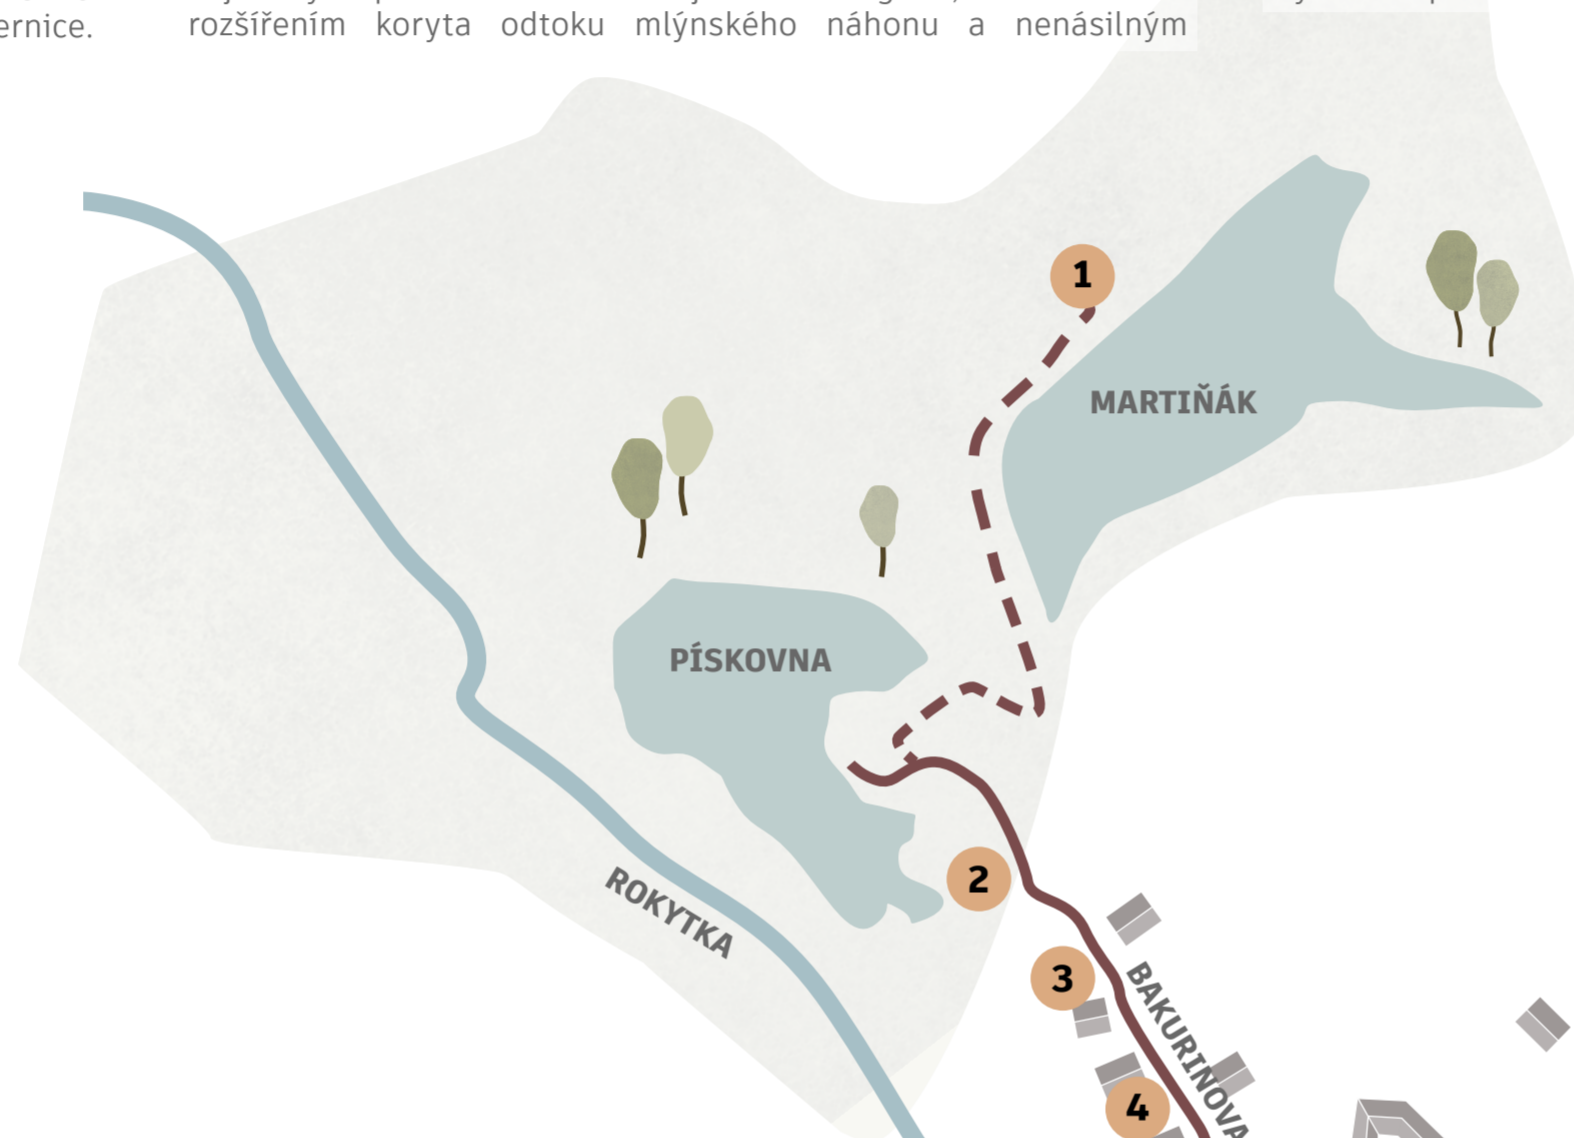 ernice.
rozšířením koryta odtoku mlýnského náhonu a nenásilným
1
MARTIŇÁK
PÍSKOVNA
2
ROKYTKA
3
BAKURINOVA
4